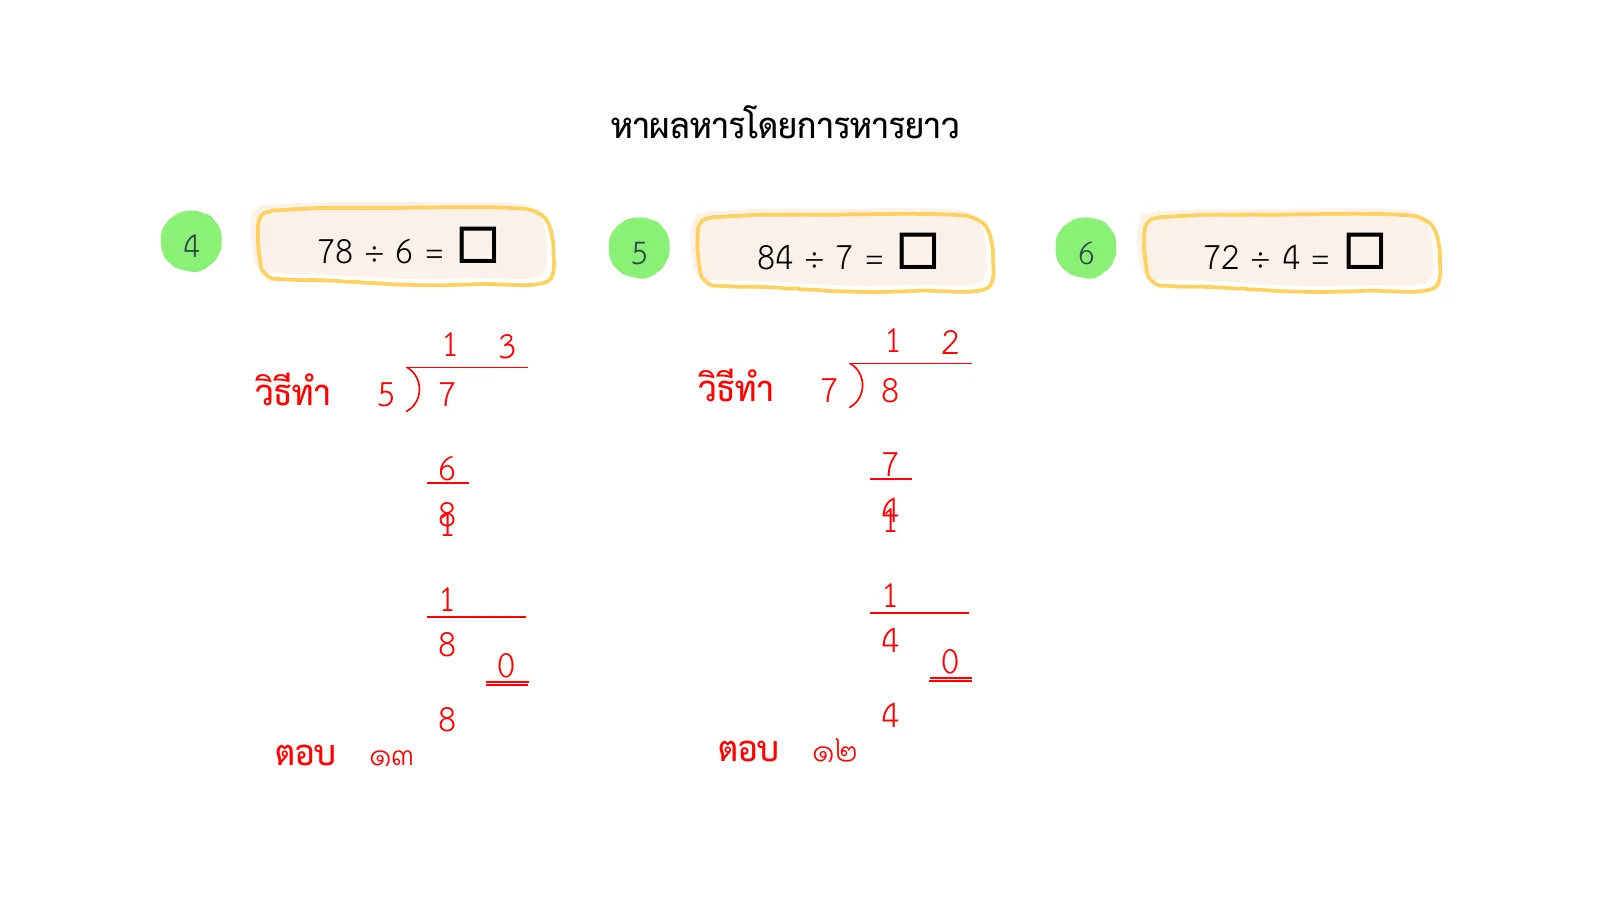 หาผลหารโดยการหารยาว
4 78 ÷ 6 = □
5 84 ÷ 7 = □
6 72 ÷ 4 = □
1 3
วิธีทำ 5 ) 7
6
8
1
1
8
0
8
ตอบ ๑๓
1 2
วิธีทำ 7 ) 8
7
4
1
1
4
0
4
ตอบ ๑๒